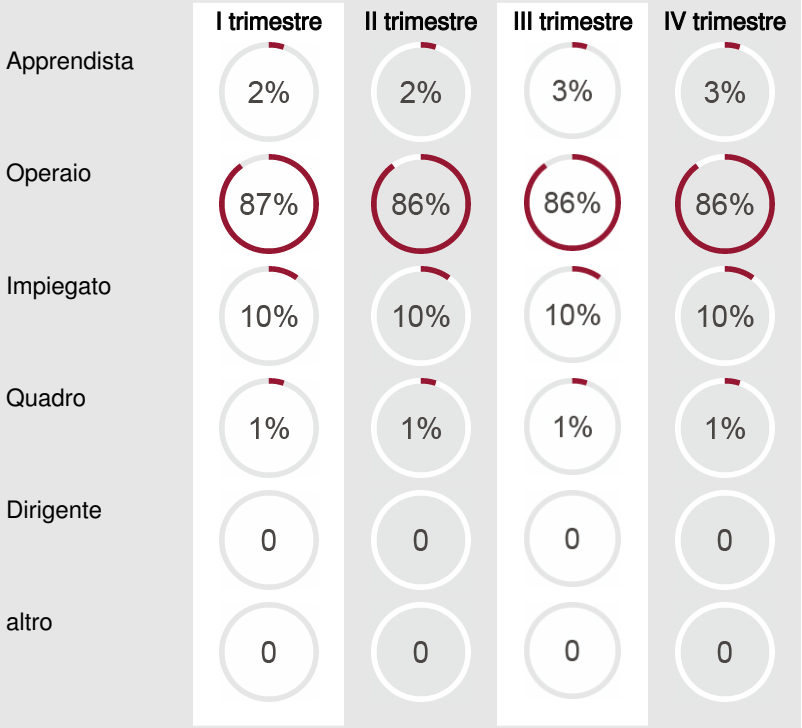 I trimestre II trimestre III trimestre IV trimestre
Apprendista 2% 2% 3% 3%
Operaio 87% 86% 86% 86%
Impiegato 10% 10% 10% 10%
Quadro 1% 1% 1% 1%
Dirigente 0 0 0 0
altro 0 0 0 0